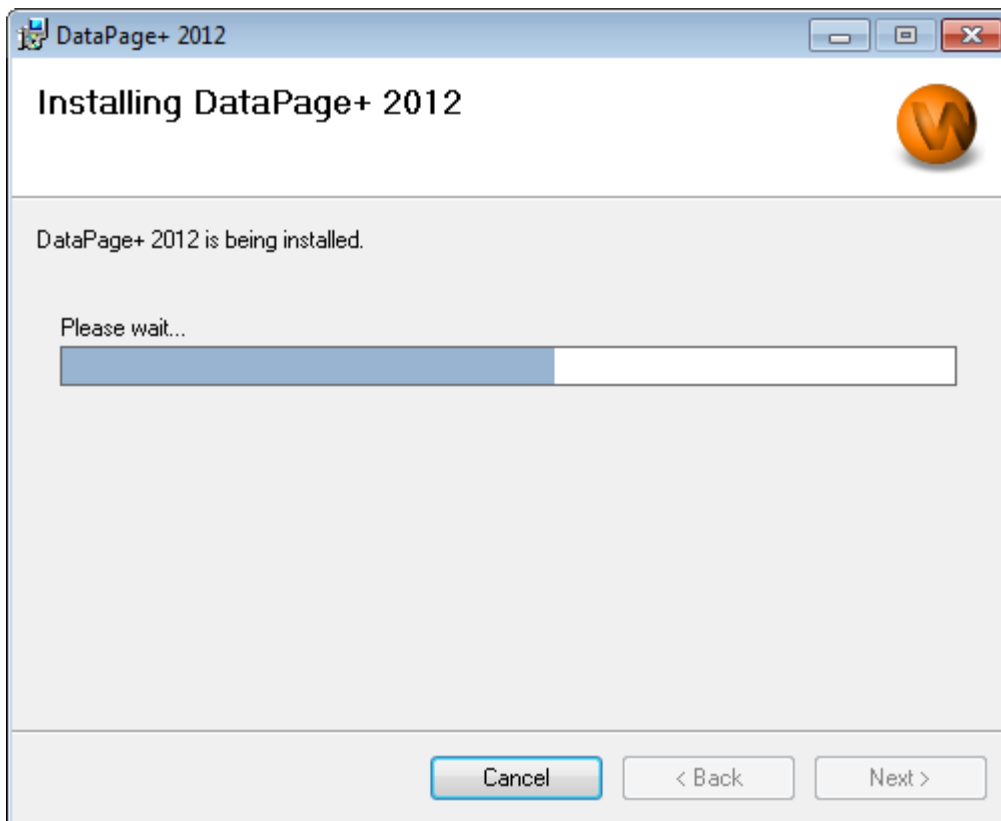 DataPage+ 2012
Installing DataPage+ 2012
W
DataPage+ 2012 is being installed.
Please wait...
Cancel
< Back
Next >